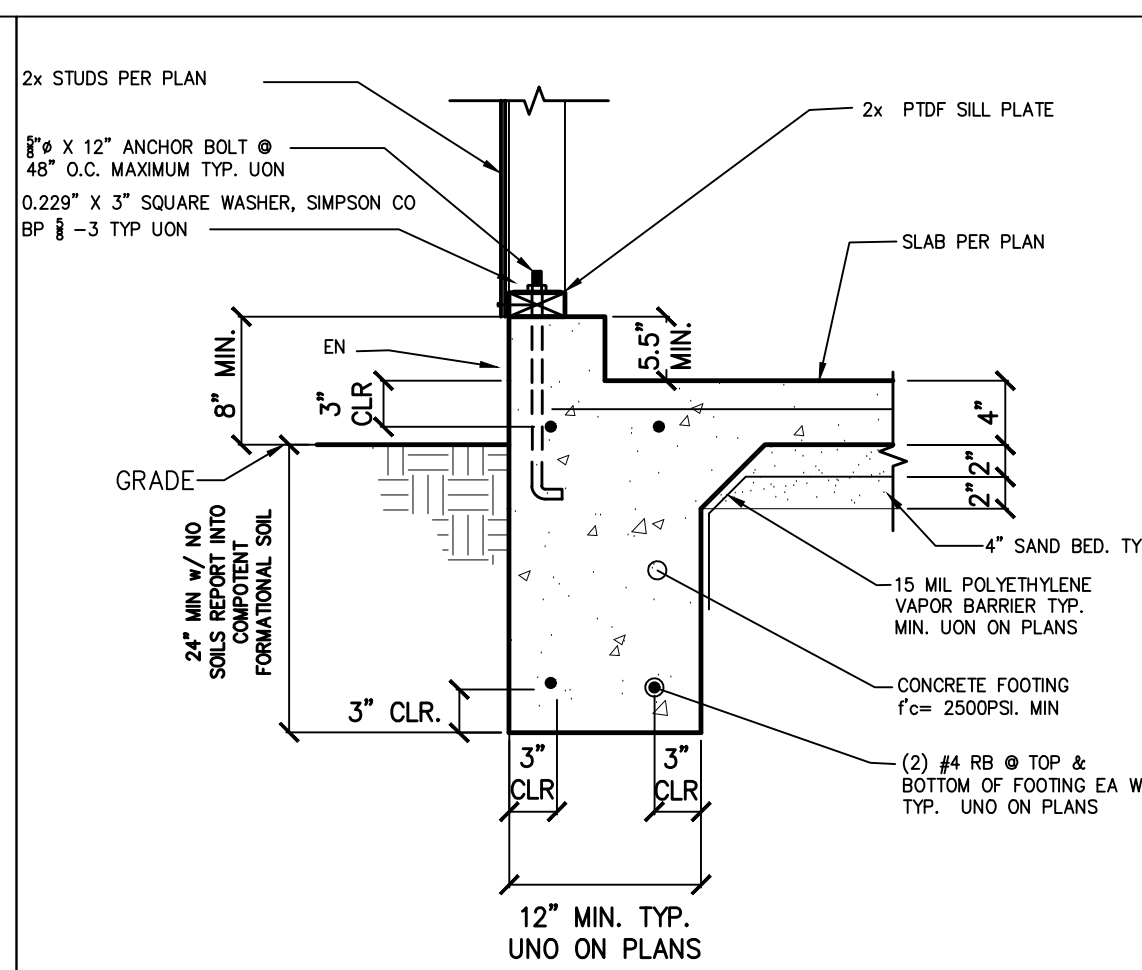 2x STUDS PER PLAN
5/8"ø X 12" ANCHOR BOLT @
48" O.C. MAXIMUM TYP. UON
0.229" X 3" SQUARE WASHER, SIMPSON CO
BP 5/8 -3 TYP UON
2x PTDF SILL PLATE
SLAB PER PLAN
8" MIN.
EN
3"
CLR
5.5"
MIN.
4"
2"
2"
GRADE
24" MIN w/ NO
SOILS REPORT INTO
COMPOTENT
FORMATIONAL SOIL
4" SAND BED. TY
15 MIL POLYETHYLENE
VAPOR BARRIER TYP.
MIN. UON ON PLANS
CONCRETE FOOTING
f'c= 2500PSI. MIN
3" CLR.
3"
CLR
3"
CLR
(2) #4 RB @ TOP &
BOTTOM OF FOOTING EA W
TYP. UNO ON PLANS
12" MIN. TYP.
UNO ON PLANS